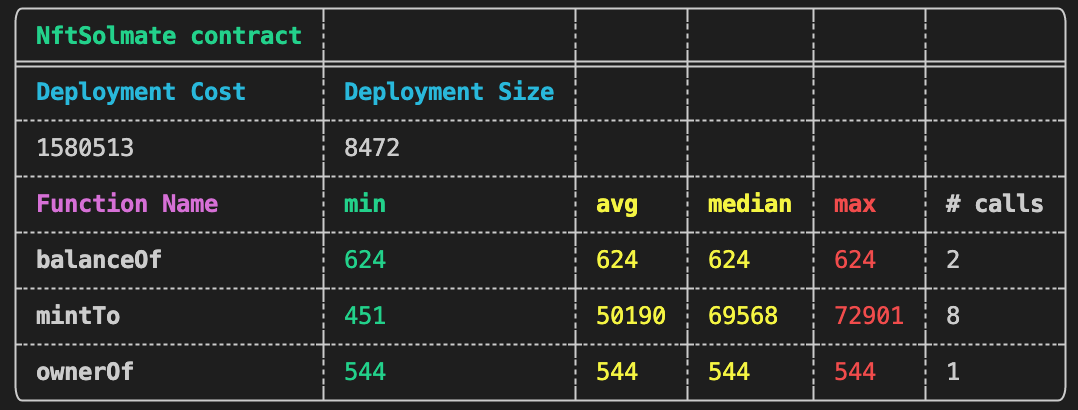 NftSolmate contract
Deployment Cost Deployment Size
1580513 8472
Function Name min avg median max # calls
balanceOf 624 624 624 624 2
mintTo 451 50190 69568 72901 8
ownerOf 544 544 544 544 1